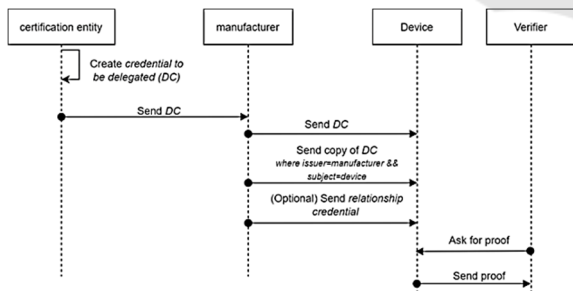 certification entity
manufacturer
Device
Verifier
Create credential to
be delegated (DC)
Send DC
Send DC
Send copy of DC
where issuer=manufacturer &&
subject=device
(Optional) Send relationship
credential
Ask for proof
Send proof